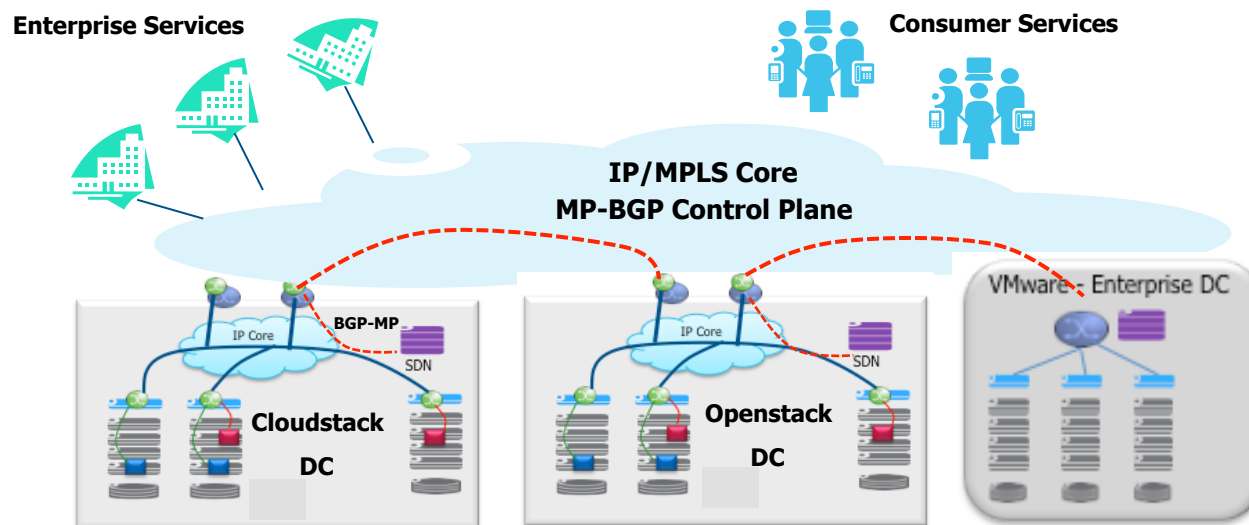 Enterprise Services
Consumer Services
IP/MPLS Core
MP-BGP Control Plane
VMware - Enterprise DC
BGP-MP
IP Core
SDN
Cloudstack
DC
IP Core
SDN
Openstack
DC